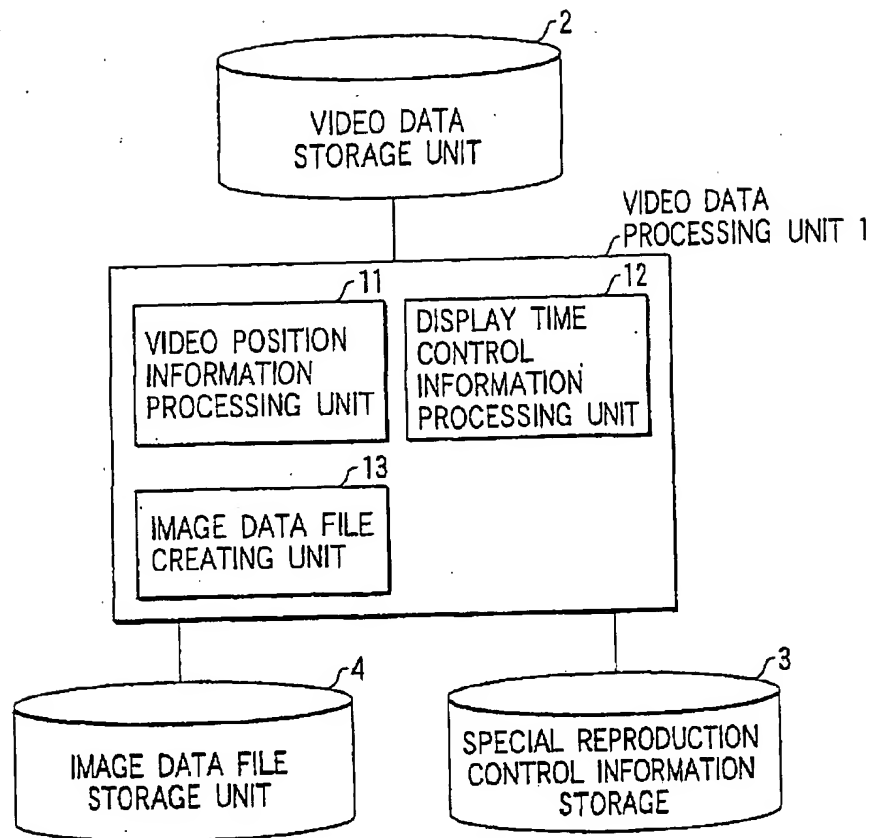 2
VIDEO DATA
STORAGE UNIT
VIDEO DATA
PROCESSING UNIT 1
11
VIDEO POSITION
INFORMATION
PROCESSING UNIT
12
DISPLAY TIME
CONTROL
INFORMATION
PROCESSING UNIT
13
IMAGE DATA FILE
CREATING UNIT
4
IMAGE DATA FILE
STORAGE UNIT
3
SPECIAL REPRODUCTION
CONTROL INFORMATION
STORAGE